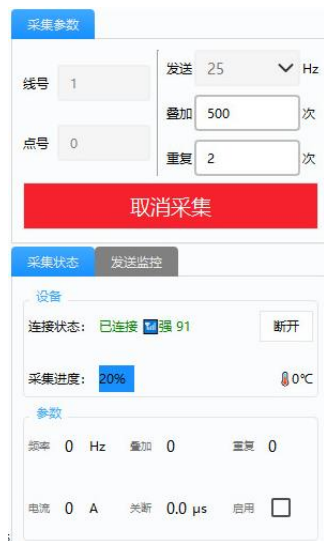 采集参数
线号 1
发送 25 Hz
叠加 500 次
点号 0
重复 2 次
取消采集
采集状态 发送监控
设备
连接状态: 已连接 强 91 断开
采集进度: 20% 0℃
参数
频率 0 Hz 叠加 0 重复 0
电流 0 A 关断 0.0 μs 启用